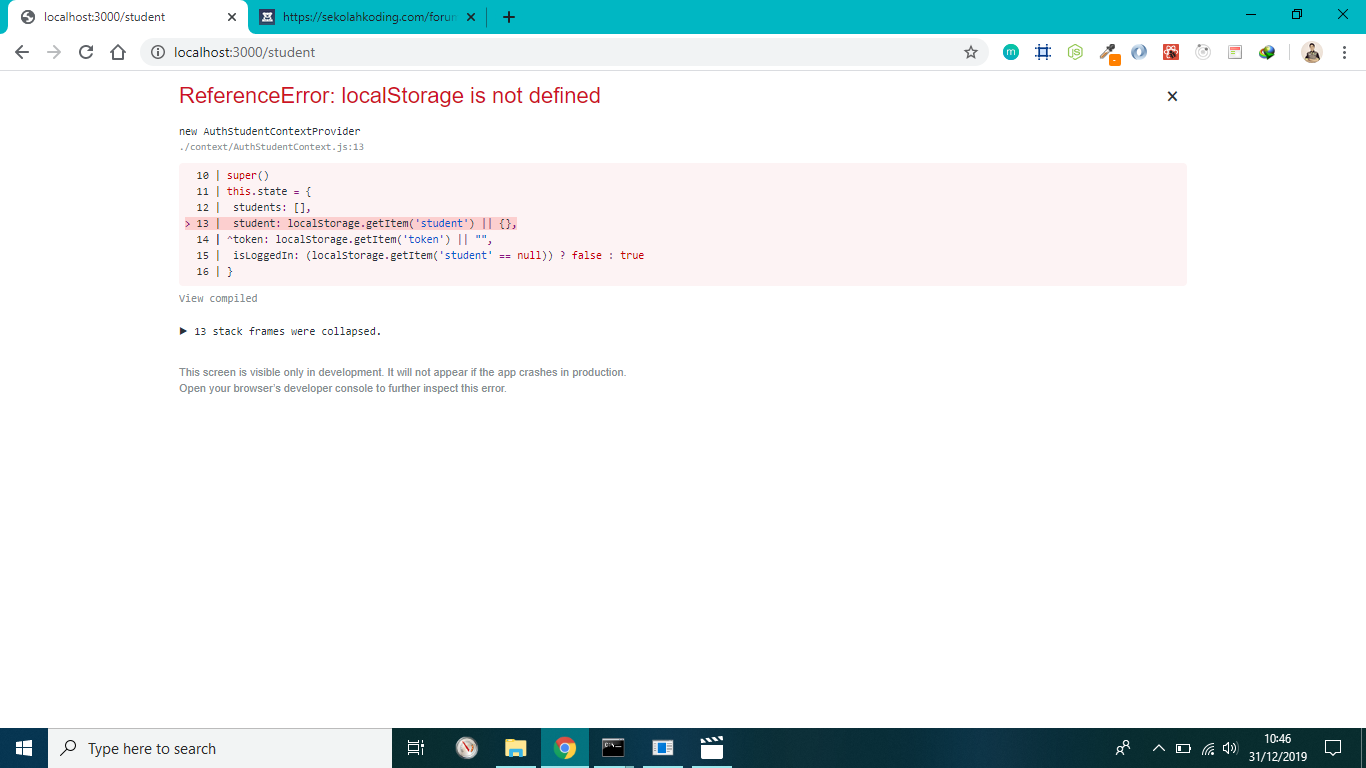 localhost:3000/student
https://sekolahkoding.com/forum
localhost:3000/student
ReferenceError: localStorage is not defined
new AuthStudentContextProvider
./context/AuthStudentContext.js:13
10 | super()
11 | this.state = {
12 |  students: [],
> 13 |  student: localStorage.getItem('student') || {},
14 | ^token: localStorage.getItem('token') || "",
15 |  isLoggedIn: (localStorage.getItem('student' == null)) ? false : true
16 | }
View compiled
▶ 13 stack frames were collapsed.
This screen is visible only in development. It will not appear if the app crashes in production.
Open your browser's developer console to further inspect this error.
Type here to search
10:46
31/12/2019